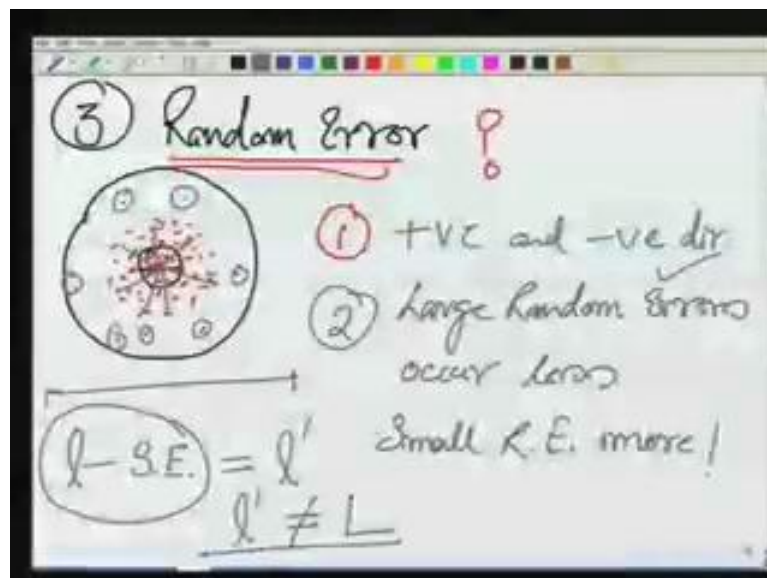 3 Random Error ?
1 +ve and -ve dir
2 Large Random Errors
occur less
Small R.E. more!
l - S.E. = l'
l' ≠ L